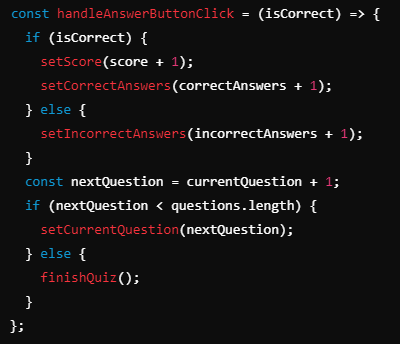 const handleAnswerButtonClick = (isCorrect) => {
  if (isCorrect) {
    setScore(score + 1);
    setCorrectAnswers(correctAnswers + 1);
  } else {
    setIncorrectAnswers(incorrectAnswers + 1);
  }
  const nextQuestion = currentQuestion + 1;
  if (nextQuestion < questions.length) {
    setCurrentQuestion(nextQuestion);
  } else {
    finishQuiz();
  }
};